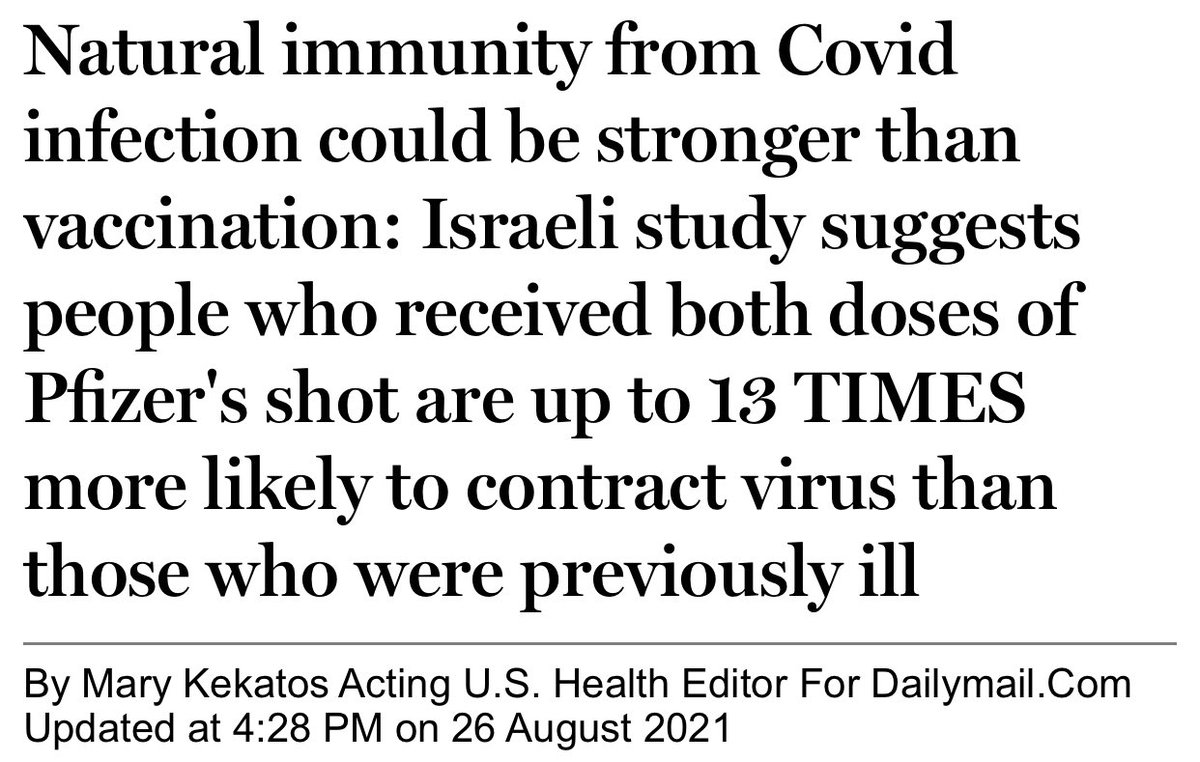 Natural immunity from Covid
infection could be stronger than
vaccination: Israeli study suggests
people who received both doses of
Pfizer's shot are up to 13 TIMES
more likely to contract virus than
those who were previously ill
By Mary Kekatos Acting U.S. Health Editor For Dailymail.Com
Updated at 4:28 PM on 26 August 2021